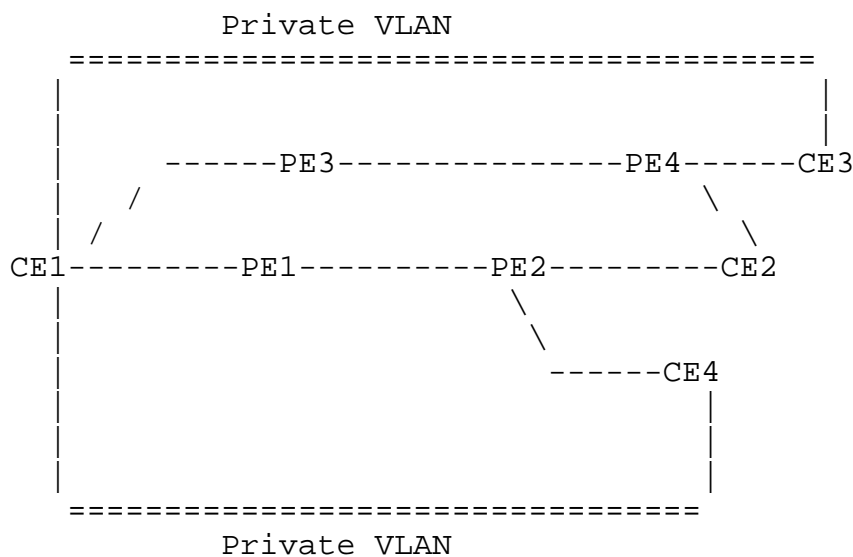 Private VLAN
PE3 PE4 CE3
CE1 PE1 PE2 CE2
CE4
Private VLAN